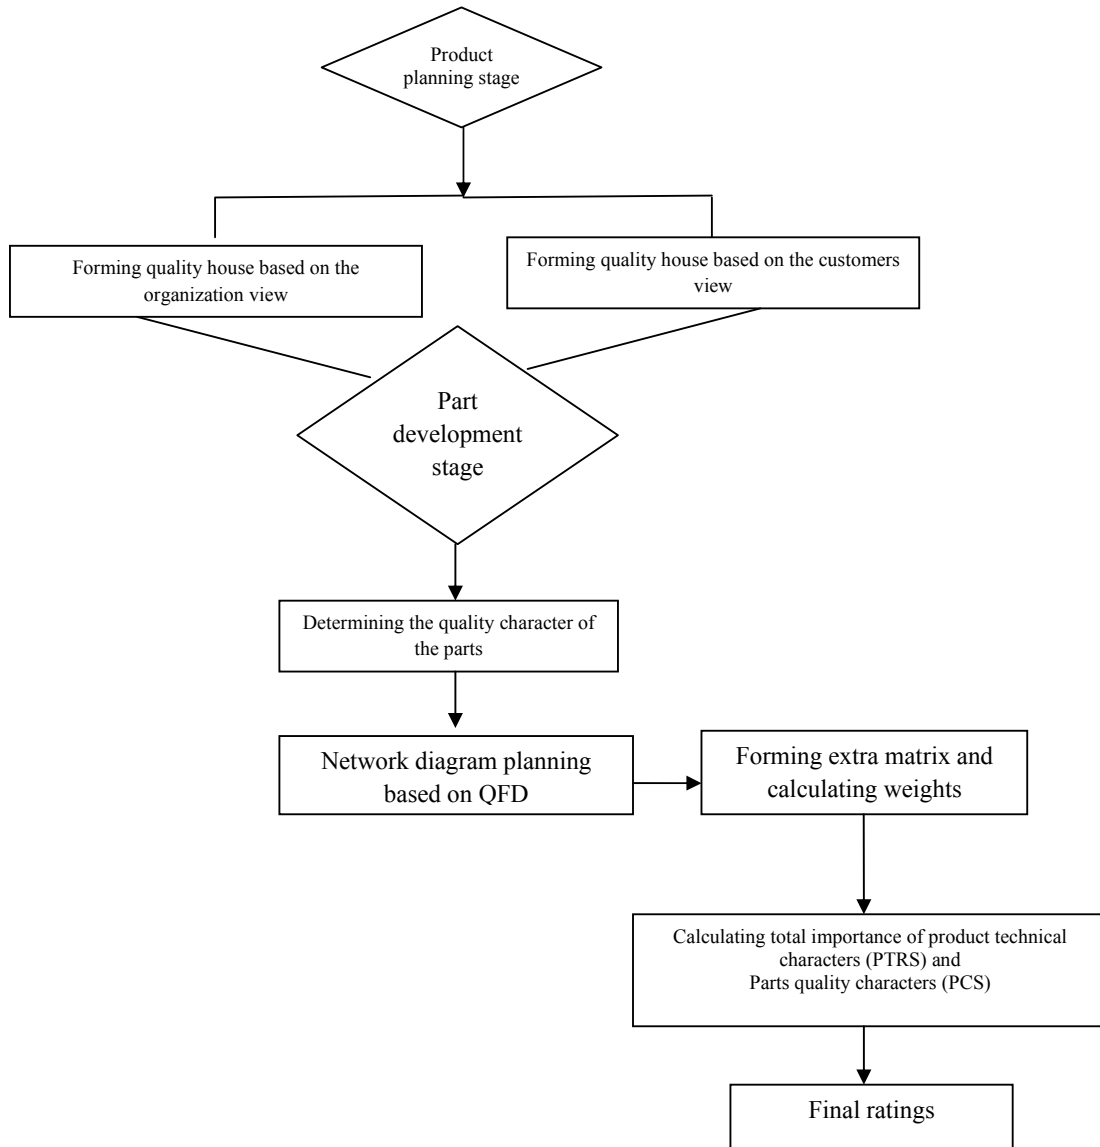 Product
planning stage
Forming quality house based on the
organization view
Forming quality house based on the customers
view
Part
development
stage
Determining the quality character of
the parts
Network diagram planning
based on QFD
Forming extra matrix and
calculating weights
Calculating total importance of product technical
characters (PTRS) and
Parts quality characters (PCS)
Final ratings